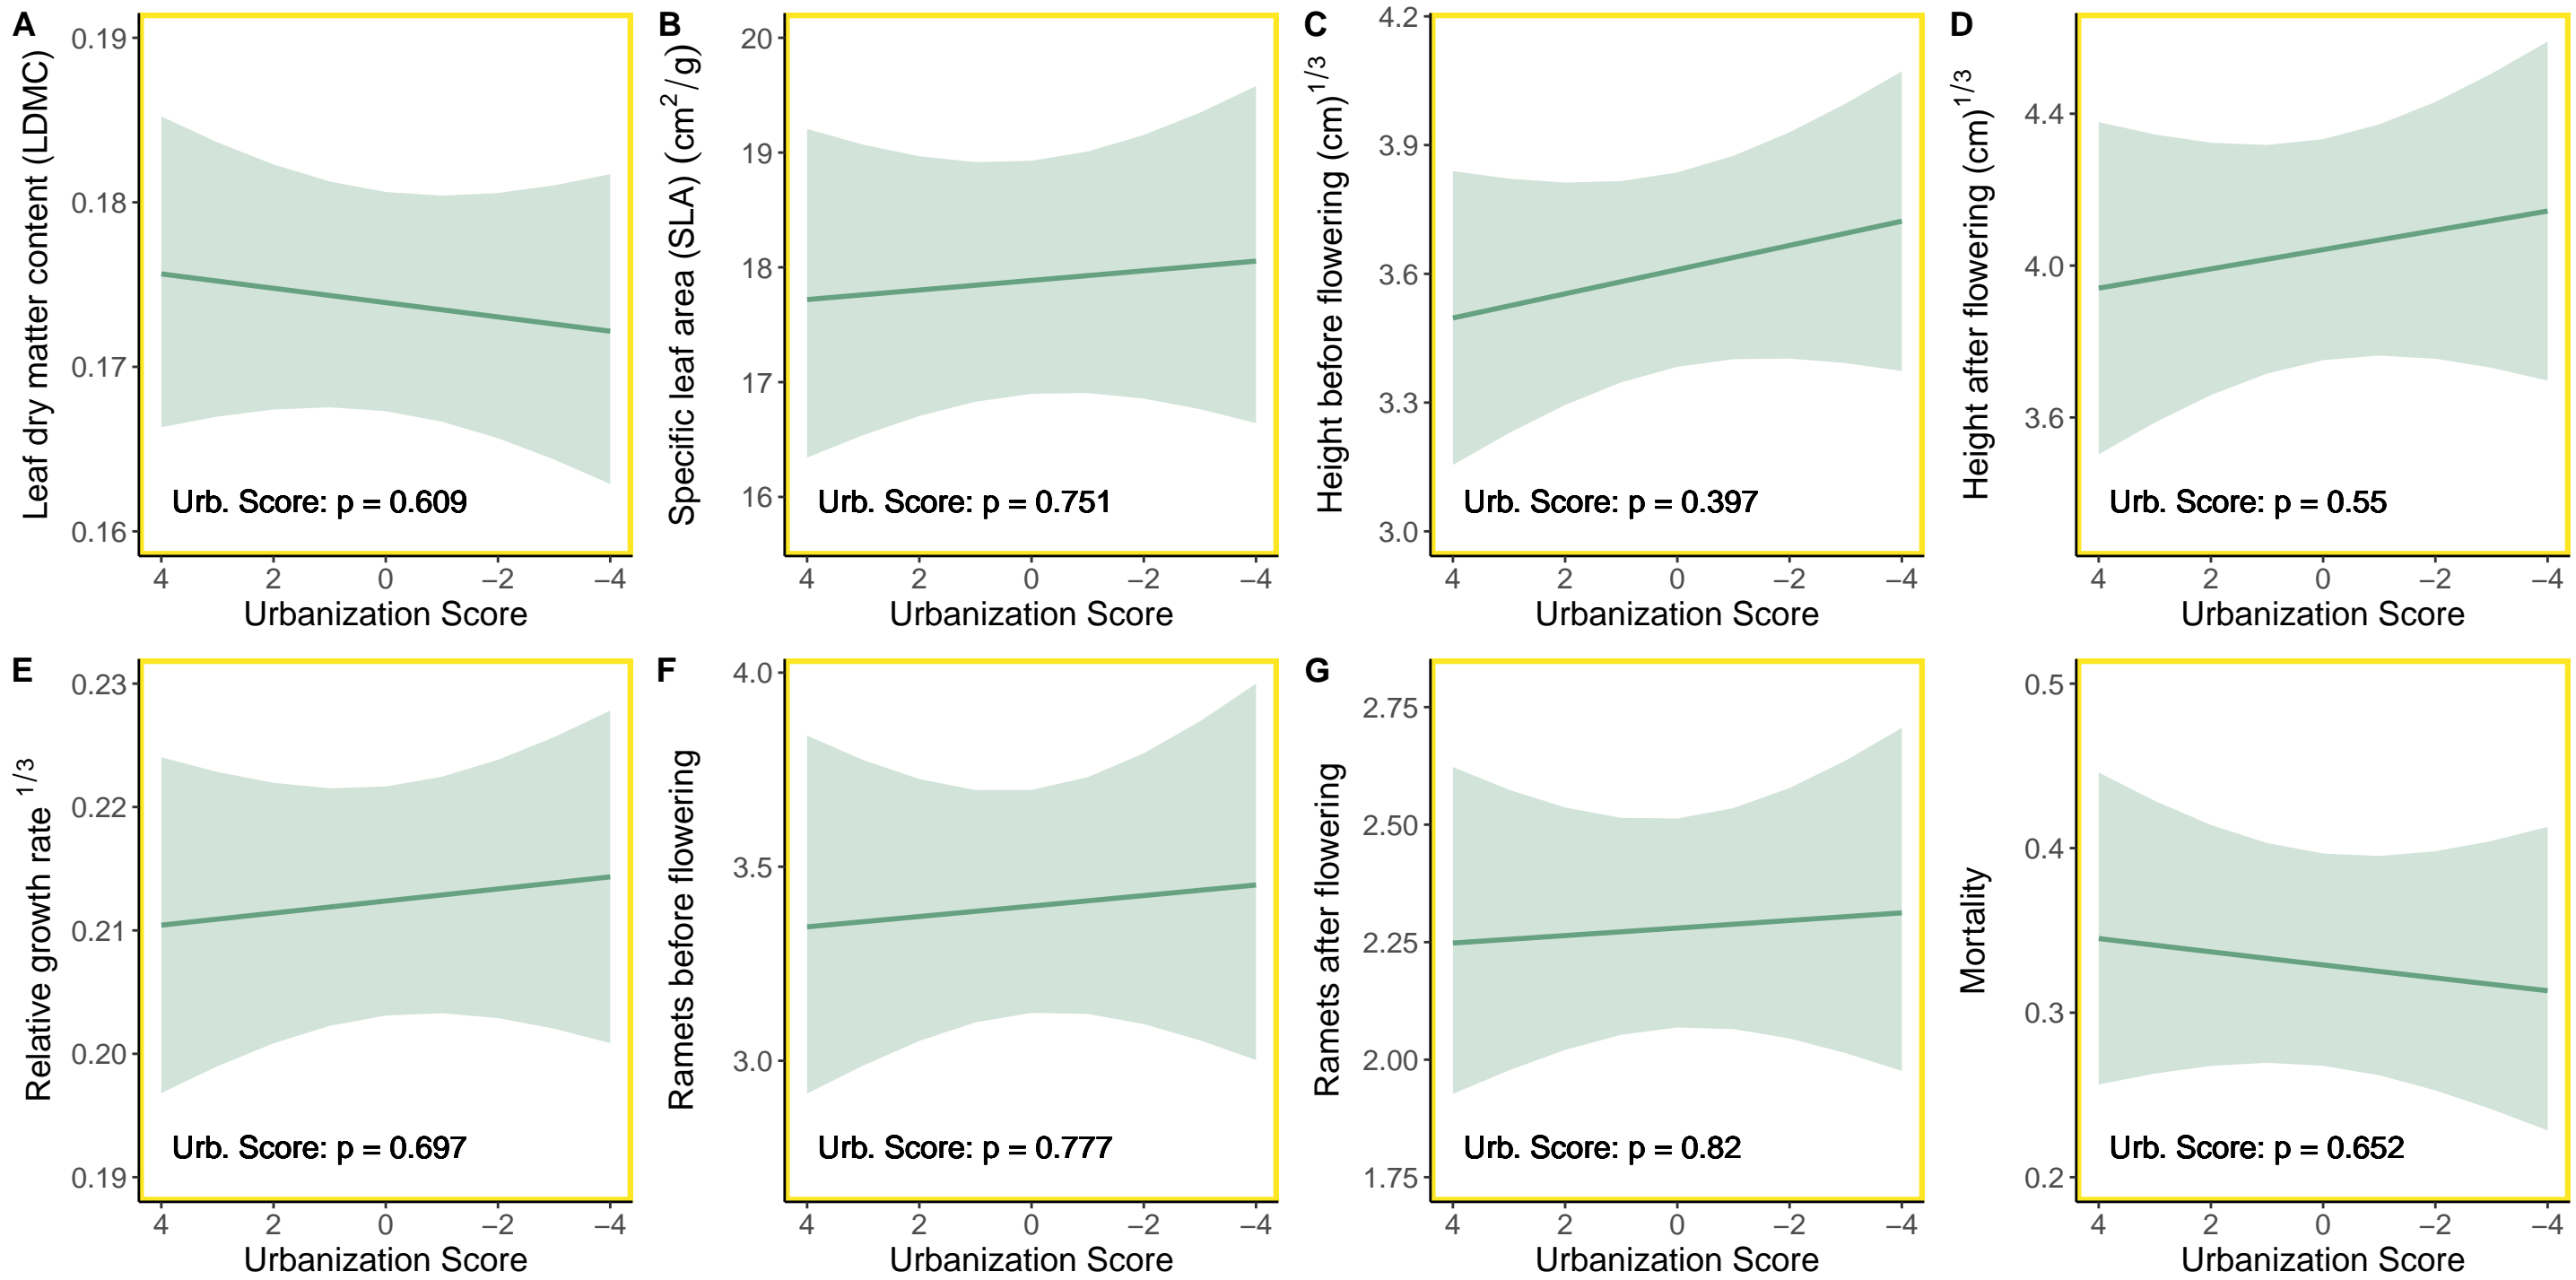 A
Leaf dry matter content (LDMC)
0.19
0.18
0.17
0.16
Urb. Score: p = 0.609
4 2 0 −2 −4
Urbanization Score
B
Specific leaf area (SLA) (cm²/g)
20
19
18
17
16
Urb. Score: p = 0.751
4 2 0 −2 −4
Urbanization Score
C
Height before flowering (cm)^1/3
4.2
3.9
3.6
3.3
3.0
Urb. Score: p = 0.397
4 2 0 −2 −4
Urbanization Score
D
Height after flowering (cm)^1/3
4.4
4.0
3.6
Urb. Score: p = 0.55
4 2 0 −2 −4
Urbanization Score
E
Relative growth rate ^1/3
0.23
0.22
0.21
0.20
0.19
Urb. Score: p = 0.697
4 2 0 −2 −4
Urbanization Score
F
Ramets before flowering
4.0
3.5
3.0
Urb. Score: p = 0.777
4 2 0 −2 −4
Urbanization Score
G
Ramets after flowering
2.75
2.50
2.25
2.00
1.75
Urb. Score: p = 0.82
4 2 0 −2 −4
Urbanization Score
Mortality
0.5
0.4
0.3
0.2
Urb. Score: p = 0.652
4 2 0 −2 −4
Urbanization Score